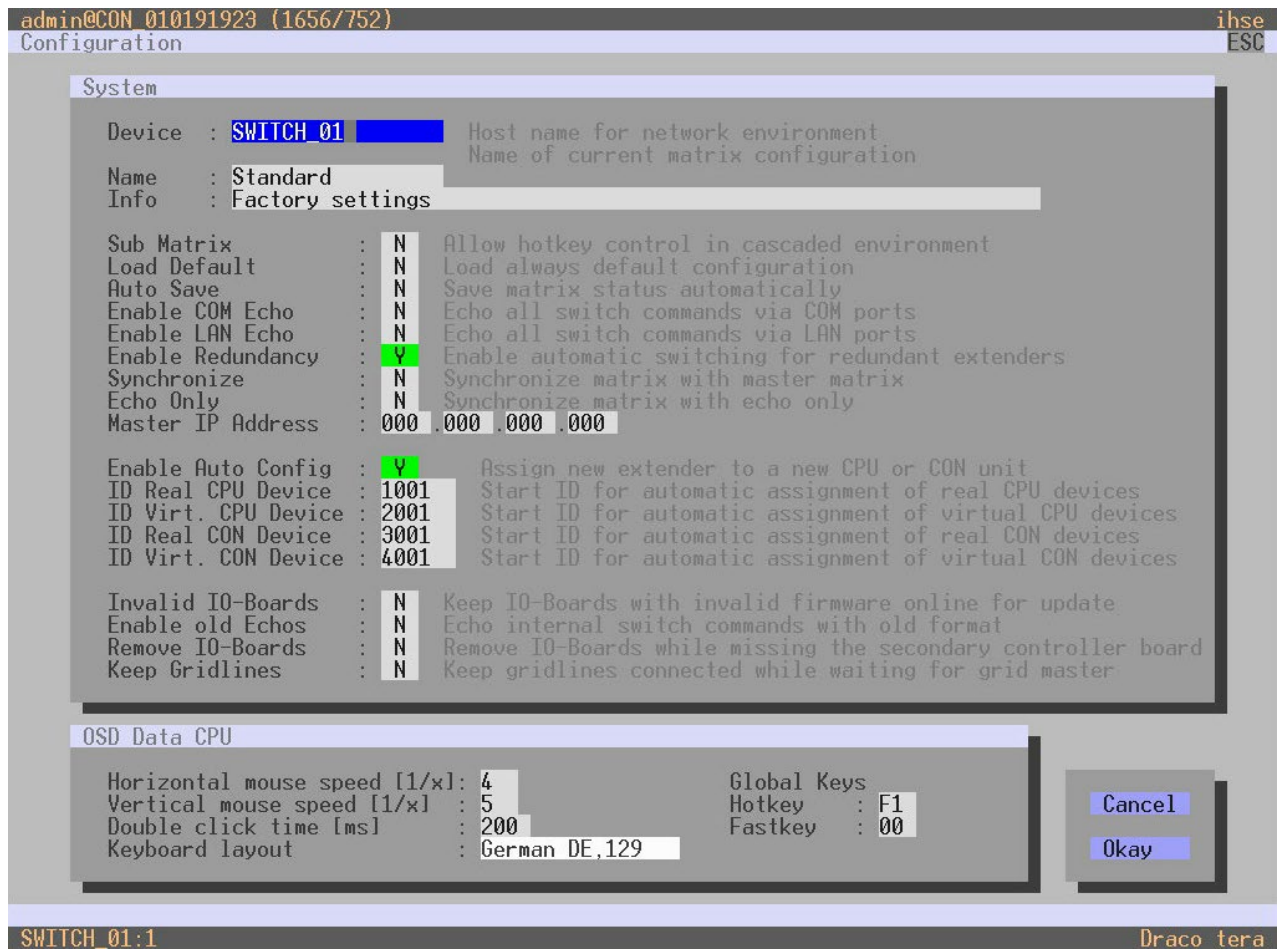 admin@CON_010191923 (1656/752) ihse
Configuration ESC
System
Device : SWITCH_01 Host name for network environment
Name of current matrix configuration
Name : Standard
Info : Factory settings
Sub Matrix : N Allow hotkey control in cascaded environment
Load Default : N Load always default configuration
Auto Save : N Save matrix status automatically
Enable COM Echo : N Echo all switch commands via COM ports
Enable LAN Echo : N Echo all switch commands via LAN ports
Enable Redundancy : Y Enable automatic switching for redundant extenders
Synchronize : N Synchronize matrix with master matrix
Echo Only : N Synchronize matrix with echo only
Master IP Address : 000 .000 .000 .000
Enable Auto Config : Y Assign new extender to a new CPU or CON unit
ID Real CPU Device : 1001 Start ID for automatic assignment of real CPU devices
ID Virt. CPU Device : 2001 Start ID for automatic assignment of virtual CPU devices
ID Real CON Device : 3001 Start ID for automatic assignment of real CON devices
ID Virt. CON Device : 4001 Start ID for automatic assignment of virtual CON devices
Invalid IO-Boards : N Keep IO-Boards with invalid firmware online for update
Enable old Echos : N Echo internal switch commands with old format
Remove IO-Boards : N Remove IO-Boards while missing the secondary controller board
Keep Gridlines : N Keep gridlines connected while waiting for grid master
OSD Data CPU
Horizontal mouse speed [1/x]: 4 Global Keys
Vertical mouse speed [1/x] : 5 Hotkey : F1 Cancel
Double click time [ms] : 200 Fastkey : 00
Keyboard layout : German DE,129 Okay
SWITCH_01:1 Draco tera